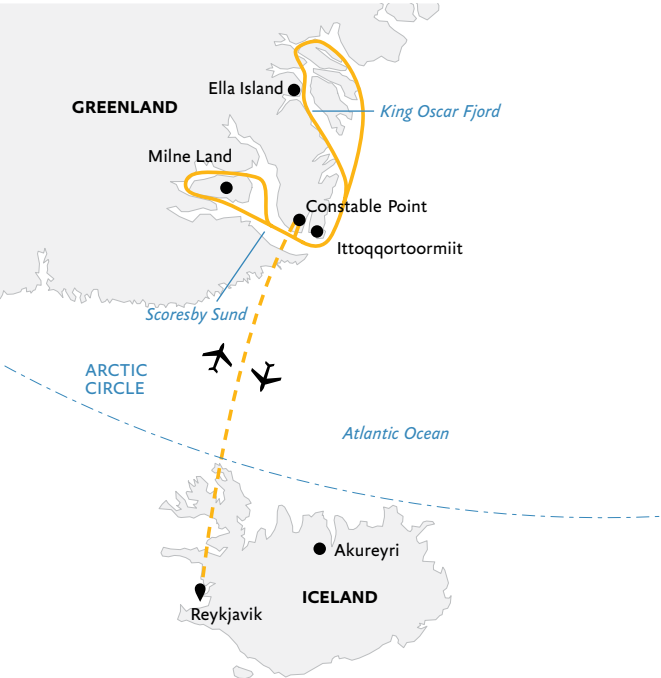 Ella Island
GREENLAND
King Oscar Fjord
Milne Land
Constable Point
Ittoqqortoormiit
Scoresby Sund
ARCTIC
CIRCLE
Atlantic Ocean
Akureyri
ICELAND
Reykjavik